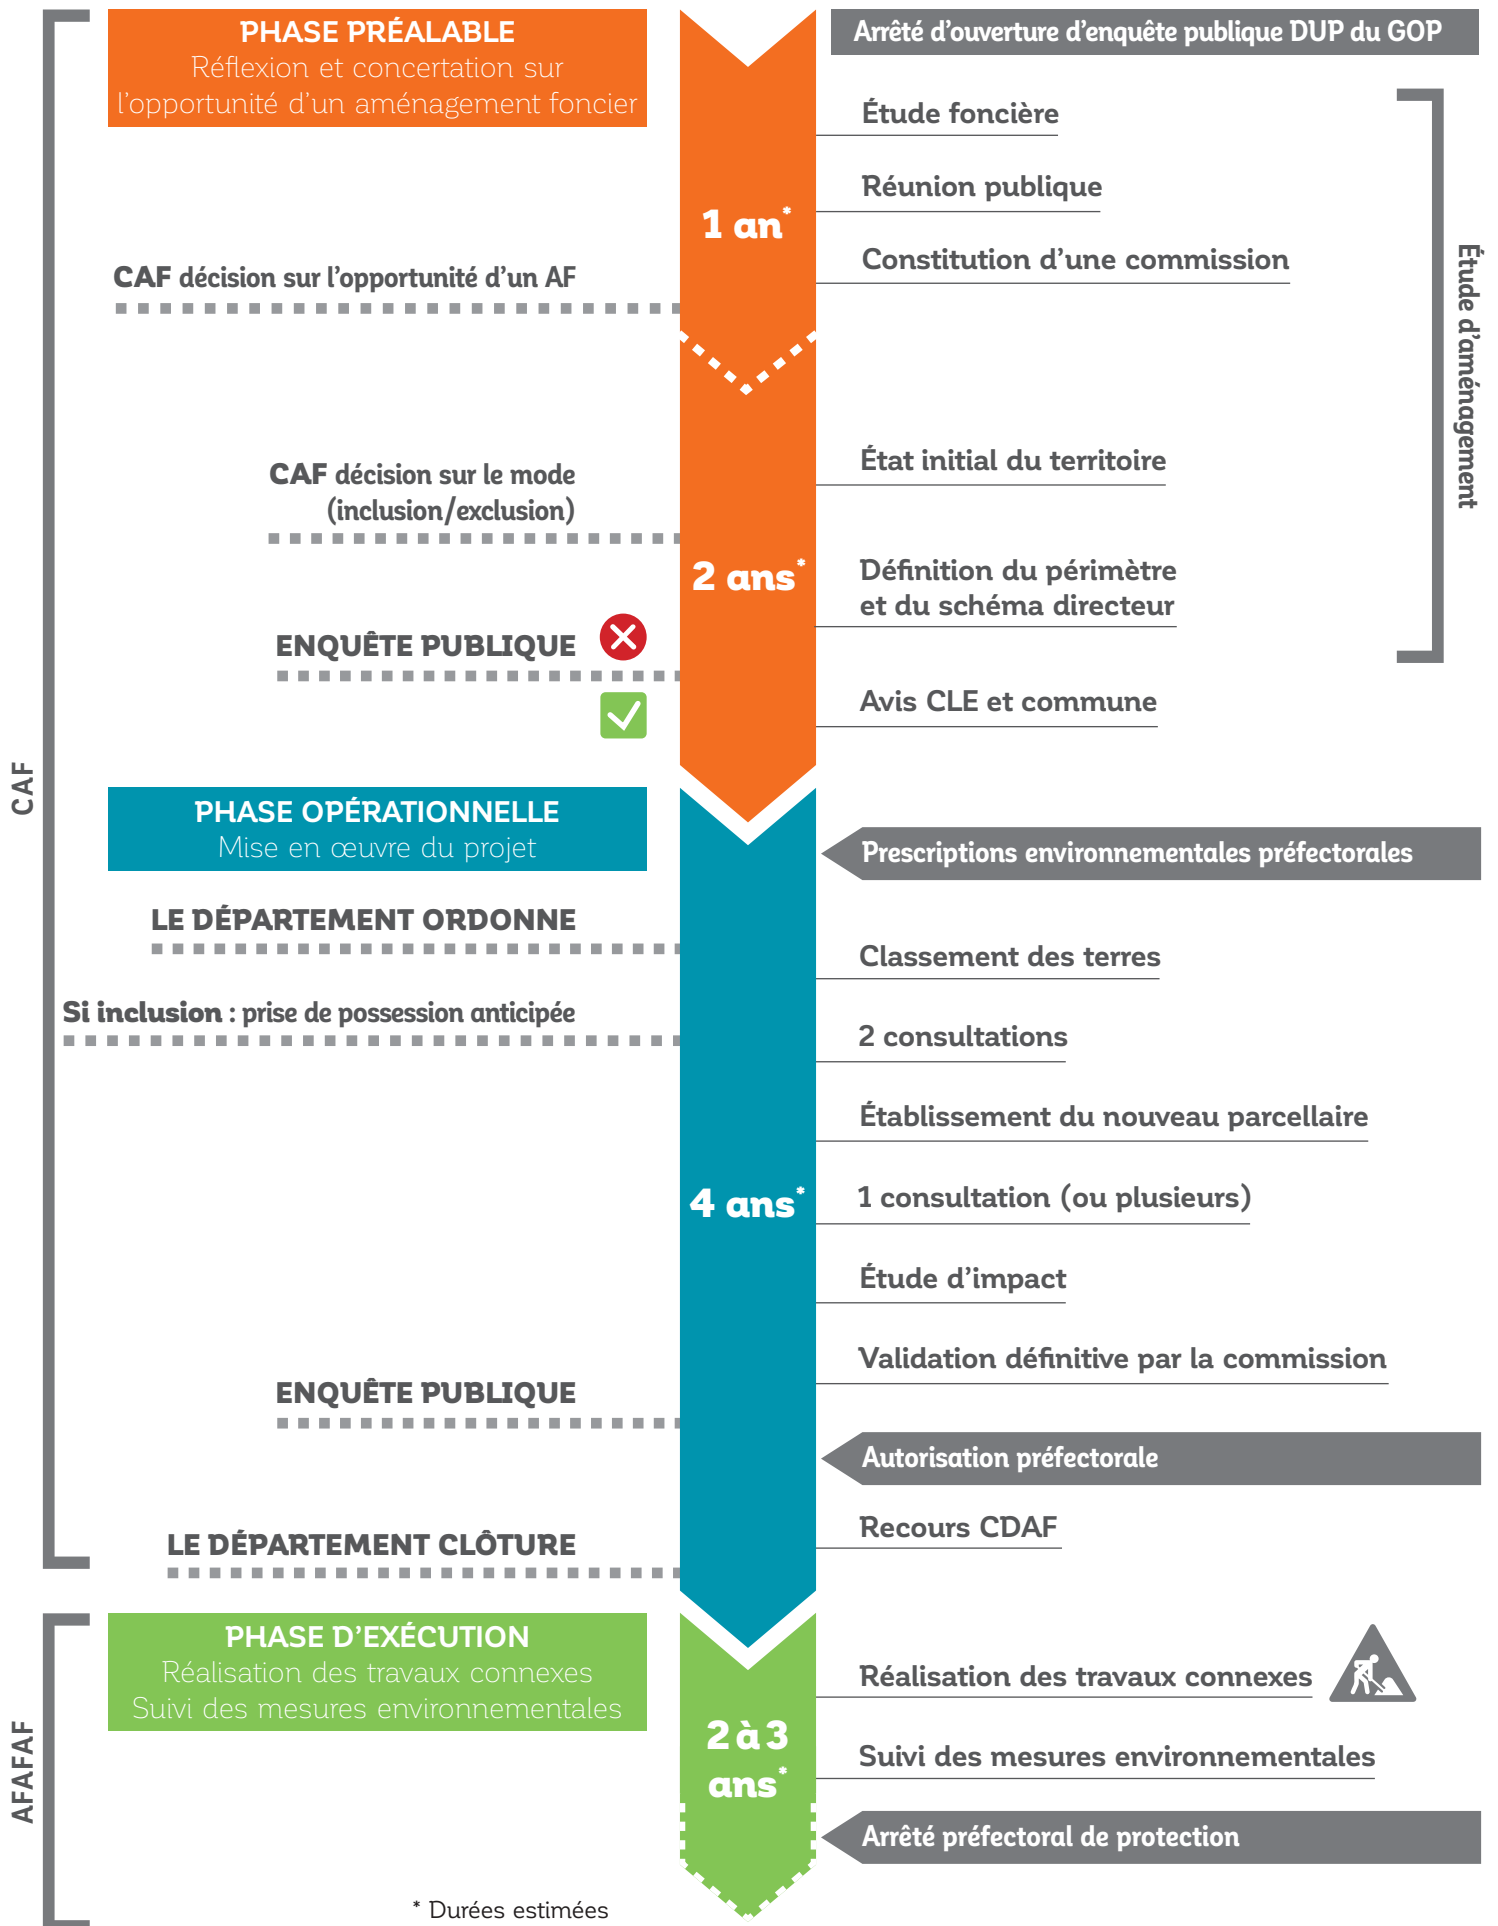 PHASE PRÉALABLE
Réflexion et concertation sur
l'opportunité d'un aménagement foncier
Arrêté d'ouverture d'enquête publique DUP du GOP
Étude foncière
Réunion publique
1 an*
Constitution d'une commission
CAF décision sur l'opportunité d'un AF
Étude d'aménagement
État initial du territoire
CAF décision sur le mode
(inclusion/exclusion)
2 ans*
Définition du périmètre
et du schéma directeur
ENQUÊTE PUBLIQUE
Avis CLE et commune
CAF
PHASE OPÉRATIONNELLE
Mise en œuvre du projet
Prescriptions environnementales préfectorales
LE DÉPARTEMENT ORDONNE
Classement des terres
Si inclusion : prise de possession anticipée
2 consultations
Établissement du nouveau parcellaire
4 ans*
1 consultation (ou plusieurs)
Étude d'impact
Validation définitive par la commission
ENQUÊTE PUBLIQUE
Autorisation préfectorale
Recours CDAF
LE DÉPARTEMENT CLÔTURE
PHASE D'EXÉCUTION
Réalisation des travaux connexes
Suivi des mesures environnementales
Réalisation des travaux connexes
2 à 3
ans*
Suivi des mesures environnementales
AFAFAF
Arrêté préfectoral de protection
* Durées estimées